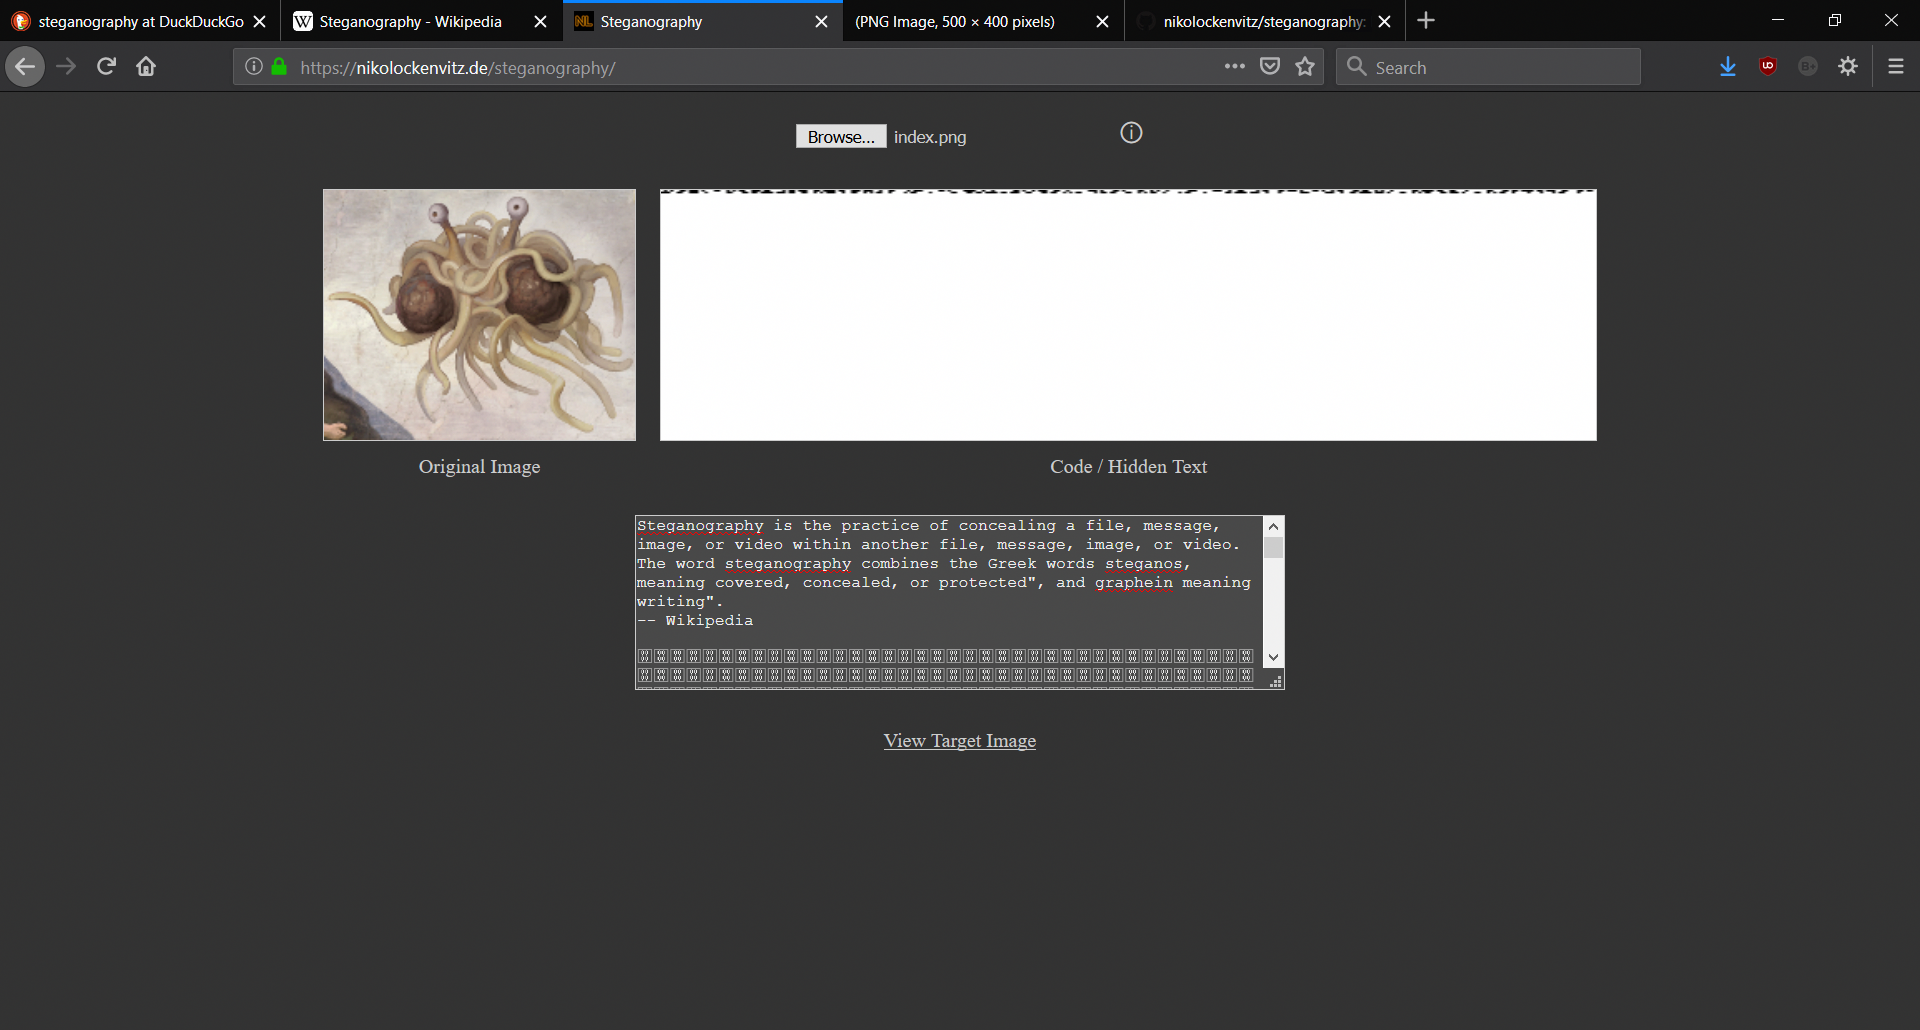 steganography at DuckDuckGo
Steganography - Wikipedia
Steganography
(PNG Image, 500 × 400 pixels)
nikolockenvitz/steganography:
https://nikolockenvitz.de/steganography/
Search
Browse... index.png
Original Image
Code / Hidden Text
Steganography is the practice of concealing a file, message,
image, or video within another file, message, image, or video.
The word steganography combines the Greek words steganos,
meaning covered, concealed, or protected", and graphein meaning
writing".
-- Wikipedia
View Target Image